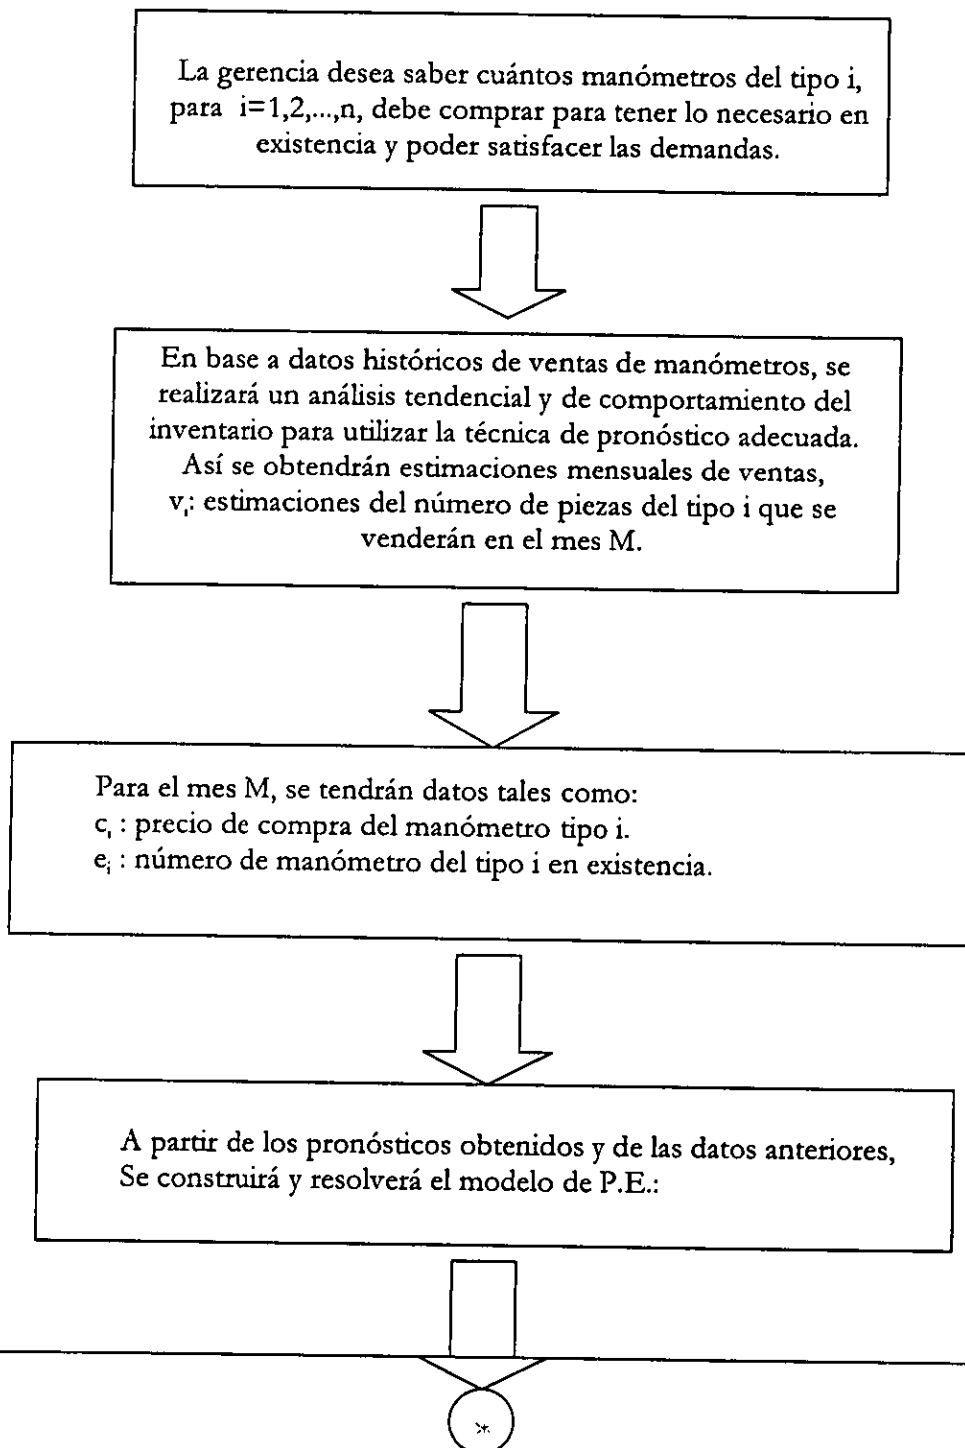 La gerencia desea saber cuántos manómetros del tipo i,
para i=1,2,...,n, debe comprar para tener lo necesario en
existencia y poder satisfacer las demandas.
En base a datos históricos de ventas de manómetros, se
realizará un análisis tendencial y de comportamiento del
inventario para utilizar la técnica de pronóstico adecuada.
Así se obtendrán estimaciones mensuales de ventas,
vᵢ: estimaciones del número de piezas del tipo i que se
venderán en el mes M.
Para el mes M, se tendrán datos tales como:
cᵢ : precio de compra del manómetro tipo i.
eᵢ : número de manómetro del tipo i en existencia.
A partir de los pronósticos obtenidos y de las datos anteriores,
Se construirá y resolverá el modelo de P.E.:
*